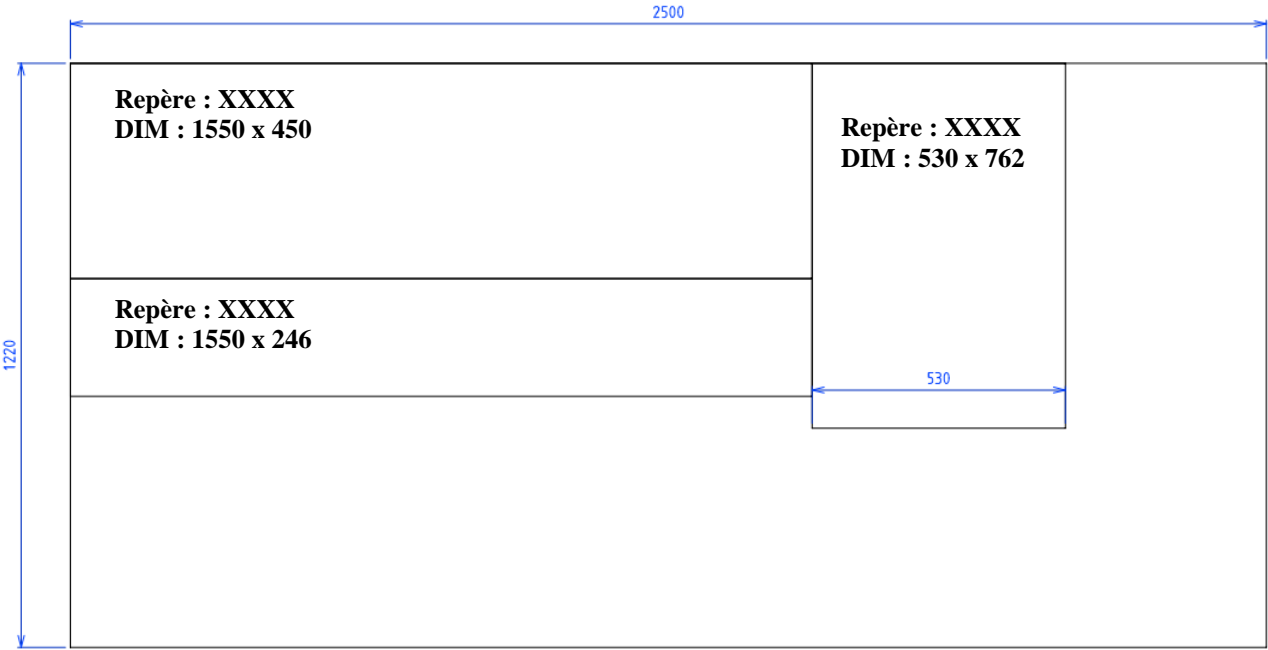 2500
Repère : XXXX
DIM : 1550 x 450
Repère : XXXX
DIM : 530 x 762
Repère : XXXX
DIM : 1550 x 246
1220
530